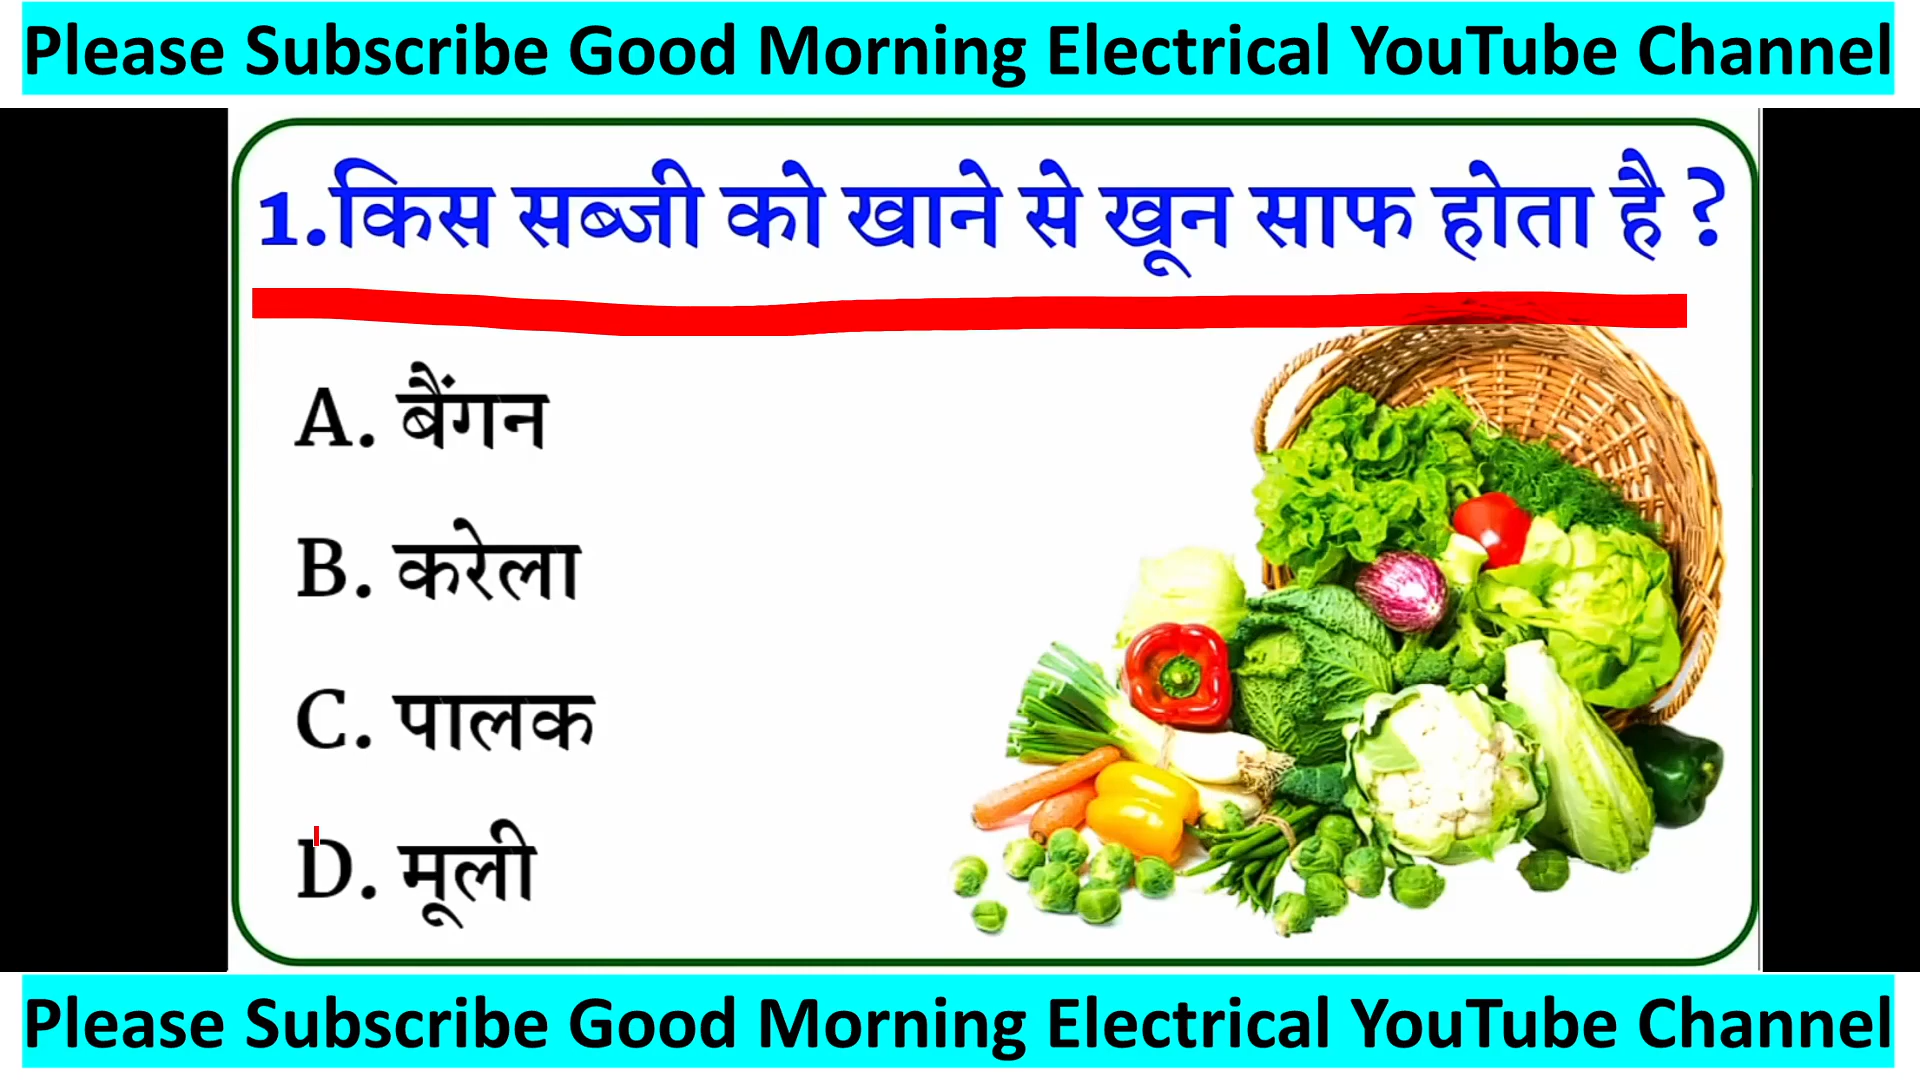 Please Subscribe Good Morning Electrical YouTube Channel
1.किस सब्जी को खाने से खून साफ होता है ?
A. बैंगन
B. करेला
C. पालक
D. मूली
Please Subscribe Good Morning Electrical YouTube Channel